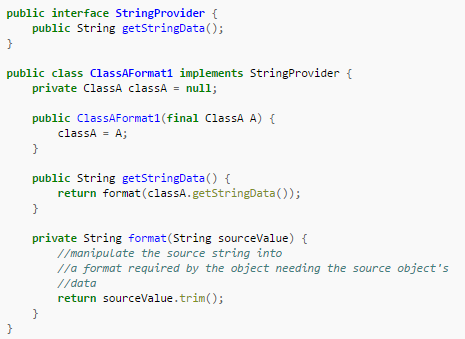 public interface StringProvider {
    public String getStringData();
}

public class ClassAFormat1 implements StringProvider {
    private ClassA classA = null;

    public ClassAFormat1(final ClassA A) {
        classA = A;
    }

    public String getStringData() {
        return format(classA.getStringData());
    }

    private String format(String sourceValue) {
        //manipulate the source string into
        //a format required by the object needing the source object's
        //data
        return sourceValue.trim();
    }
}